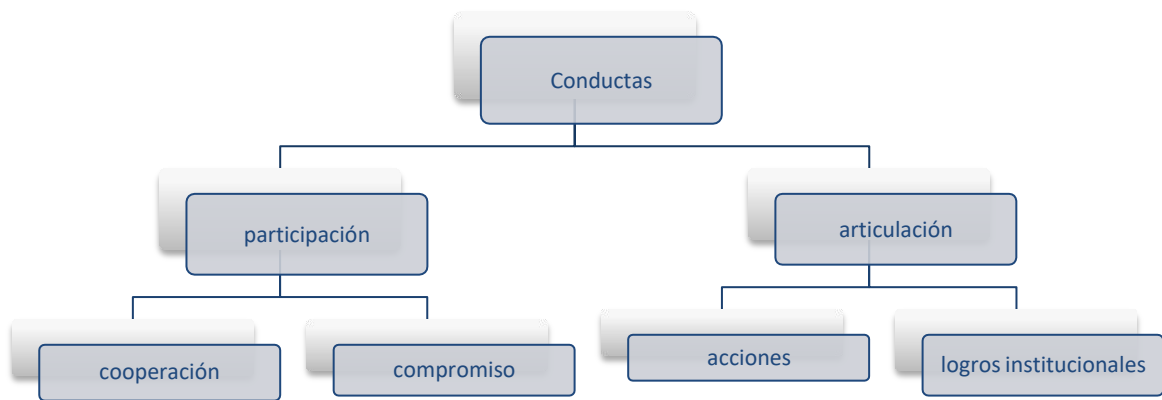 Conductas
participación
articulación
cooperación
compromiso
acciones
logros institucionales